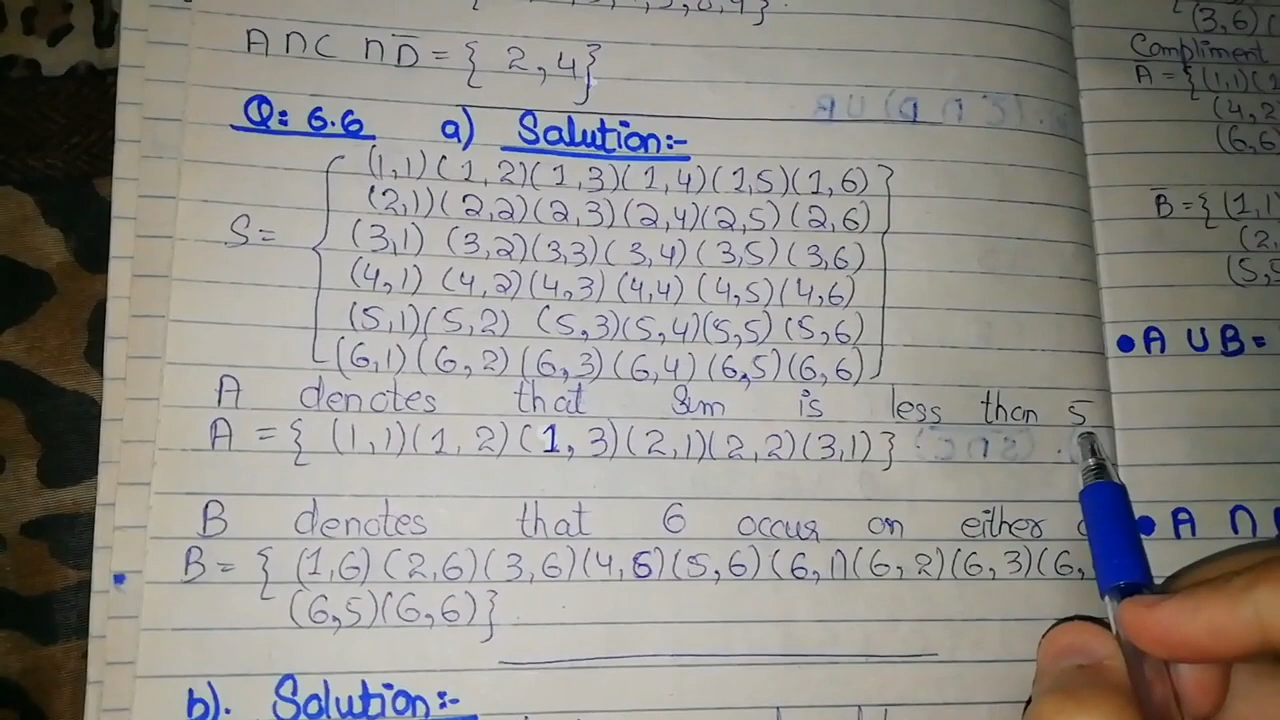 A∩C ∩D̅ = { 2,4}
Q: 6.6 a) Salution:-
S=
(1,1)(1,2)(1,3)(1,4)(1,5)(1,6)
(2,1)(2,2)(2,3)(2,4)(2,5)(2,6)
(3,1) (3,2)(3,3)(3,4)(3,5)(3,6)
(4,1) (4,2)(4,3)(4,4)(4,5)(4,6)
(5,1)(5,2) (5,3)(5,4)(5,5)(5,6)
(6,1)(6,2)(6,3)(6,4)(6,5)(6,6)
A denotes that Sum is less than 5
A = { (1,1)(1,2)(1,3)(2,1)(2,2)(3,1)}
B denotes that 6 occur on either
B= { (1,6)(2,6)(3,6)(4,6)(5,6)(6,1)(6,2)(6,3)(6,
(6,5)(6,6)}
b). Solution:-
(3,6)(
Compliment
A̅ = {(1,1)(1
(4,2
(6,6
B̅ = { (1,1
(2,
(5,5
• A ∪ B=
• A ∩